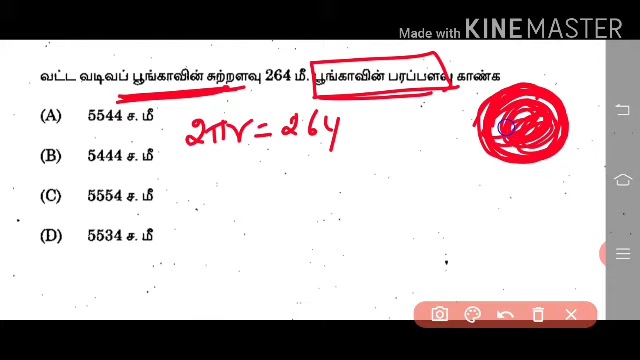 Made with KINEMASTER
வட்ட வடிவப் பூங்காவின் சுற்றளவு 264 மீ. பூங்காவின் பரப்பளவு காண்க
(A) 5544 ச. மீ
(B) 5444 ச. மீ
(C) 5554 ச. மீ
(D) 5534 ச. மீ
2πr = 264